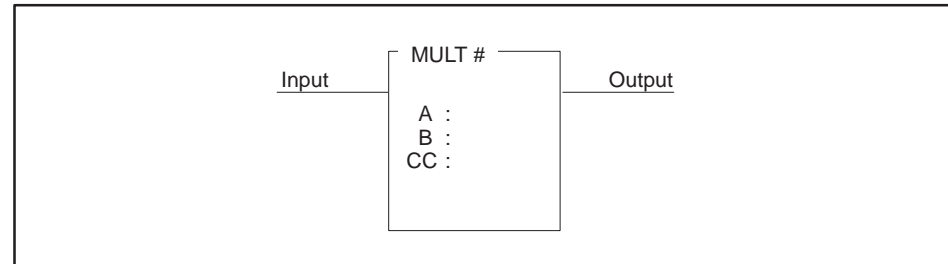 MULT #
Input
Output
A :
B :
CC :